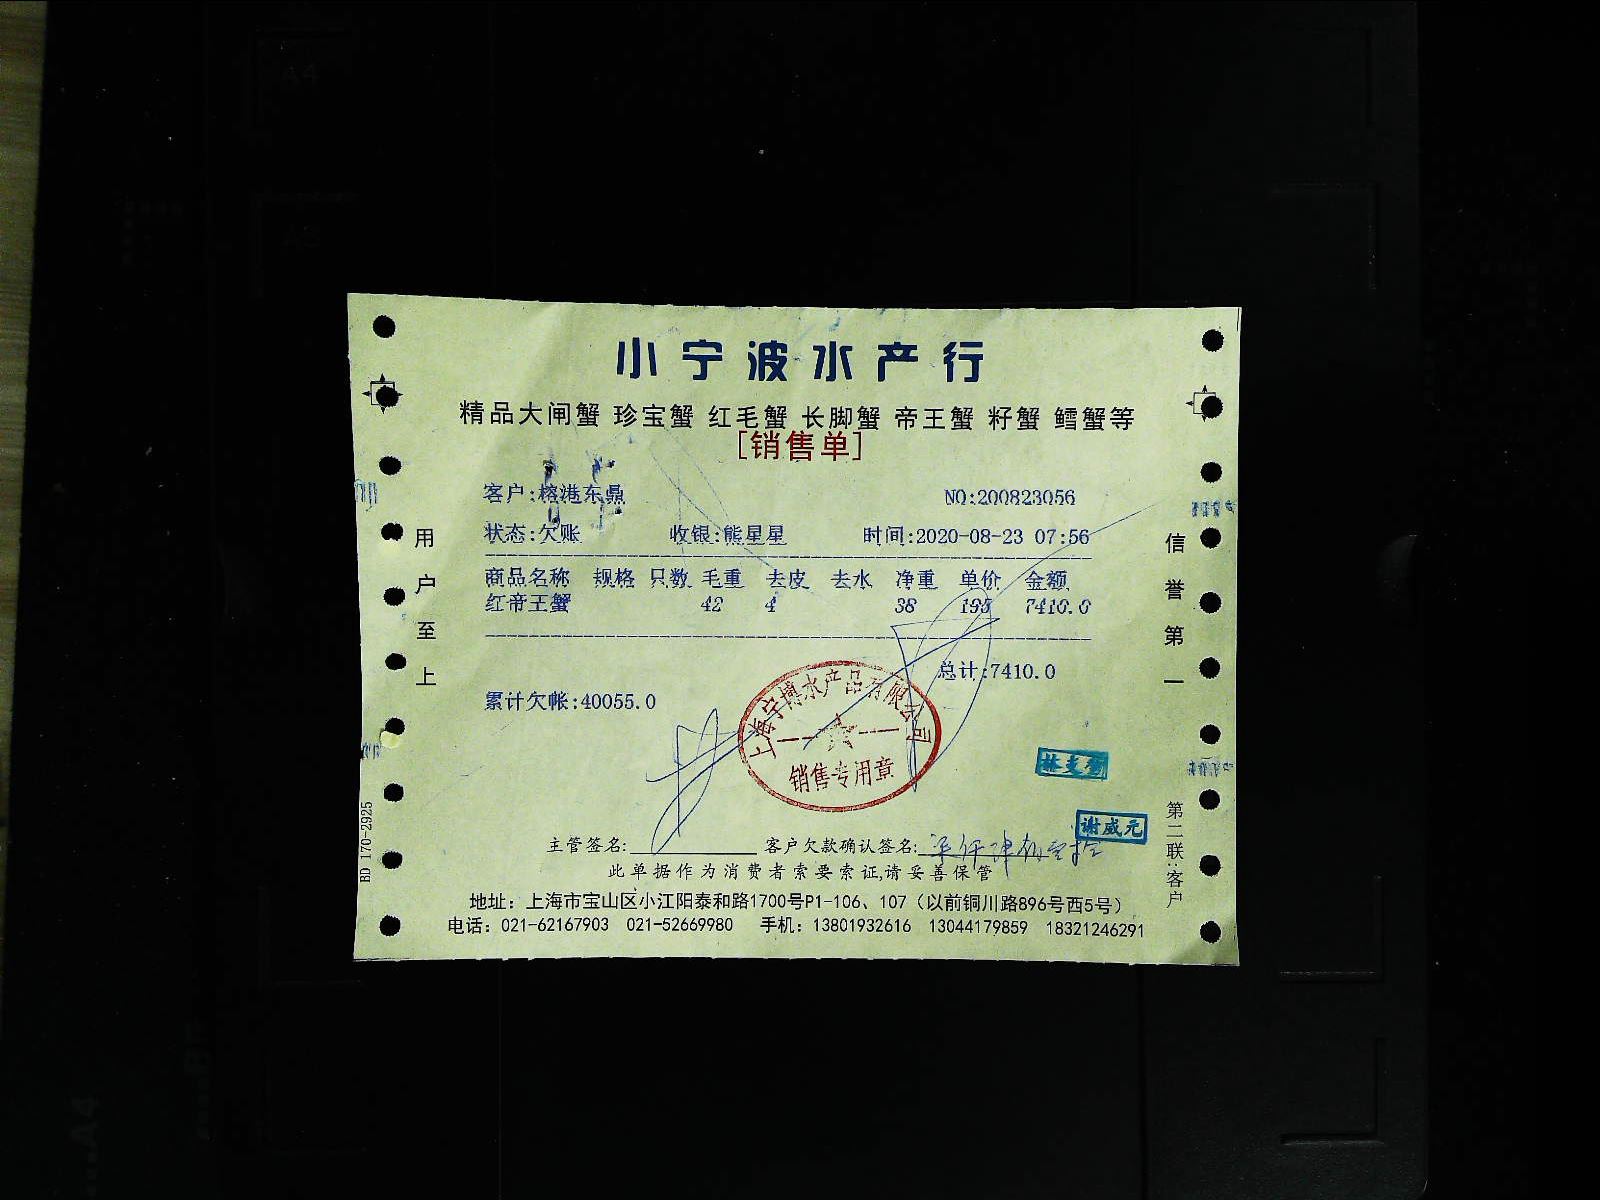 小宁波水产行
精品大闸蟹 珍宝蟹 红毛蟹 长脚蟹 帝王蟹 籽蟹 鳕蟹等
[销售单]
客户:榕港东鼎
NO:200823056
状态:欠账 收银:熊星星 时间:2020-08-23 07:56
商品名称 规格 只数 毛重 去皮 去水 净重 单价 金额
红帝王蟹 42 4 38 195 7410.0
总计:7410.0
累计欠帐:40055.0
上海宁博水产品有限公司
销售专用章
谢威元
主管签名: 客户欠款确认签名:
此单据作为消费者索要索证,请妥善保管
地址：上海市宝山区小江阳泰和路1700号P1-106、107（以前铜川路896号西5号）
电话：021-62167903 021-52669980 手机：13801932616 13044179859 18321246291
用户至上
信誉第一
第二联:客户
BD 170-2925
A4
A3
A4